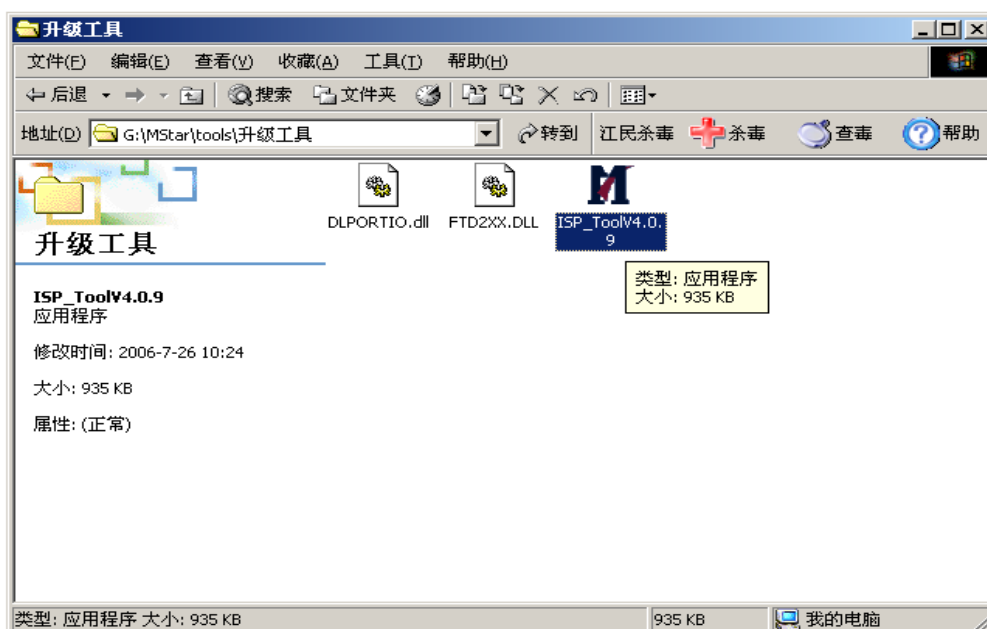 升级工具
文件(F) 编辑(E) 查看(V) 收藏(A) 工具(T) 帮助(H)
后退 搜索 文件夹
地址(D) G:\MStar\tools\升级工具 转到 江民杀毒 杀毒 查毒 帮助
DLPORTIO.dll FTD2XX.DLL ISP_ToolV4.0.
9
升级工具
类型: 应用程序
大小: 935 KB
ISP_ToolV4.0.9
应用程序
修改时间: 2006-7-26 10:24
大小: 935 KB
属性: (正常)
类型: 应用程序 大小: 935 KB 935 KB 我的电脑